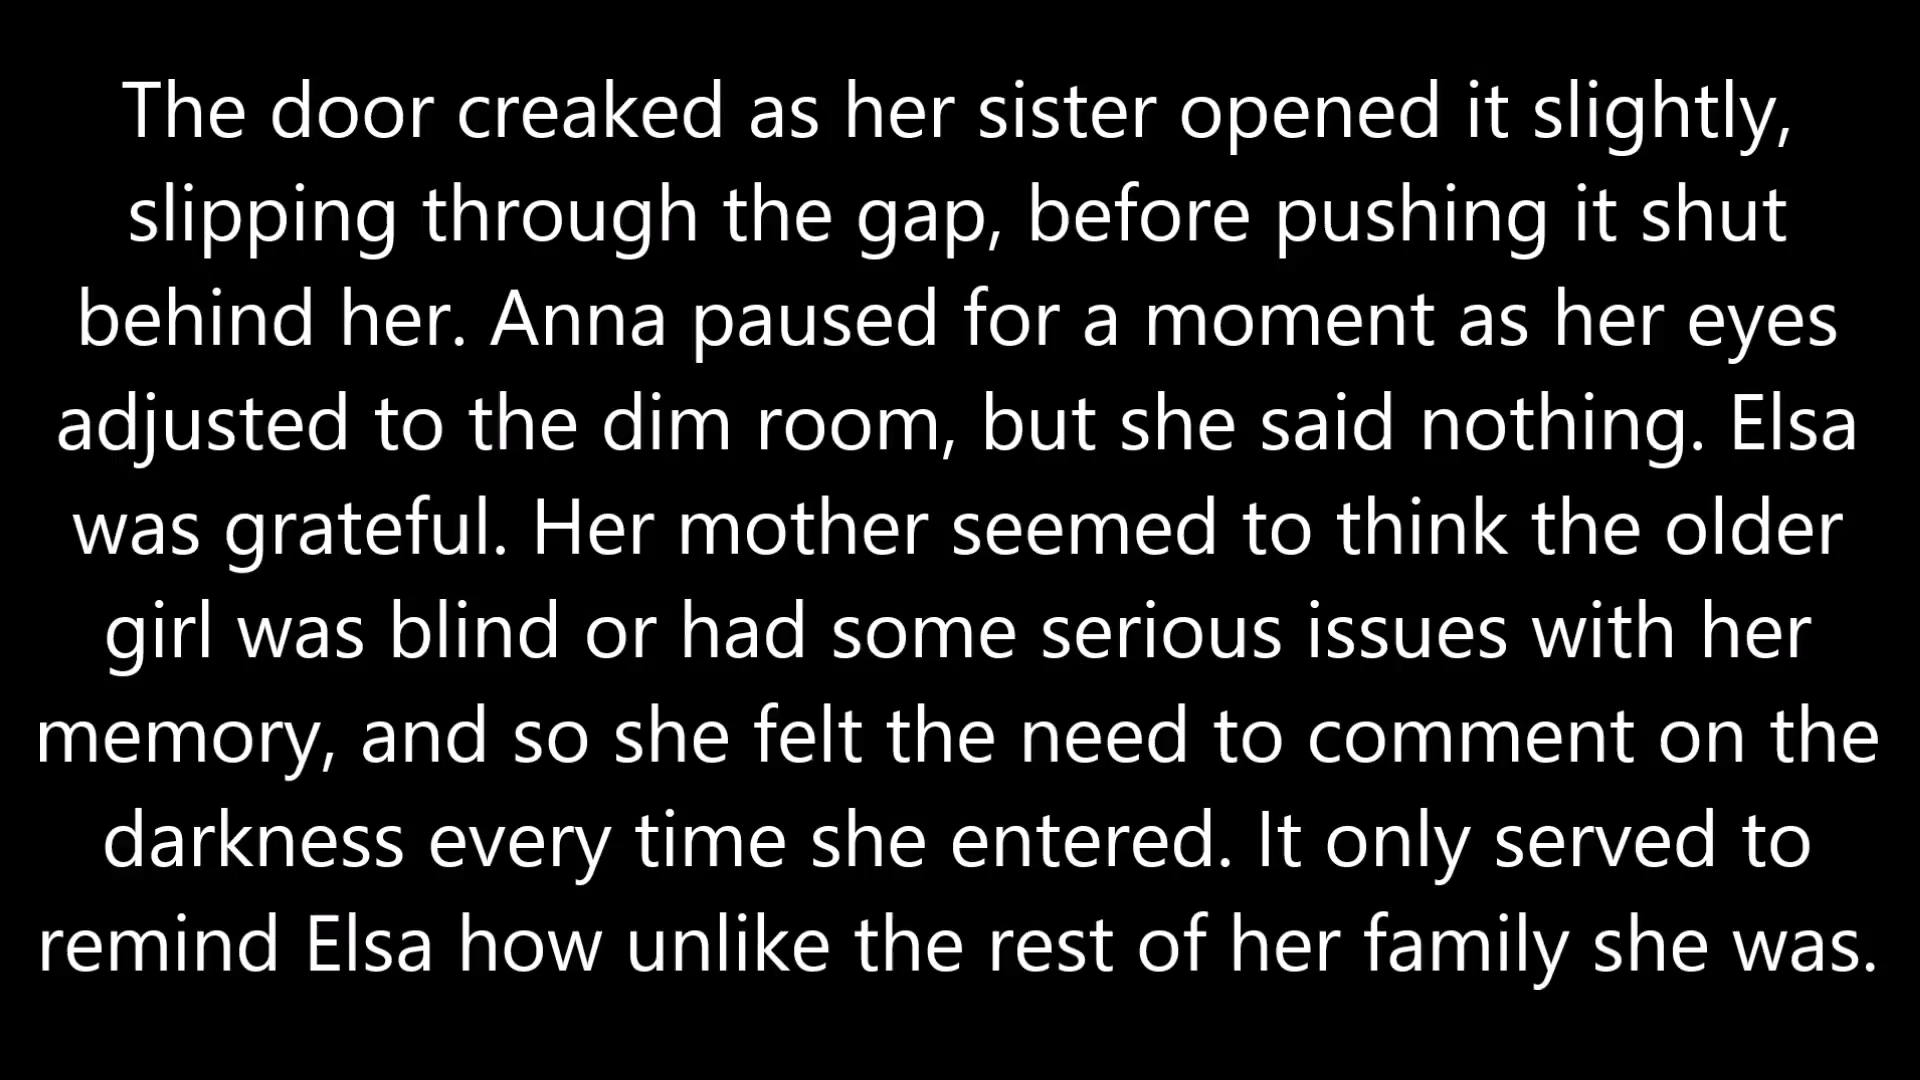 The door creaked as her sister opened it slightly,
slipping through the gap, before pushing it shut
behind her. Anna paused for a moment as her eyes
adjusted to the dim room, but she said nothing. Elsa
was grateful. Her mother seemed to think the older
girl was blind or had some serious issues with her
memory, and so she felt the need to comment on the
darkness every time she entered. It only served to
remind Elsa how unlike the rest of her family she was.